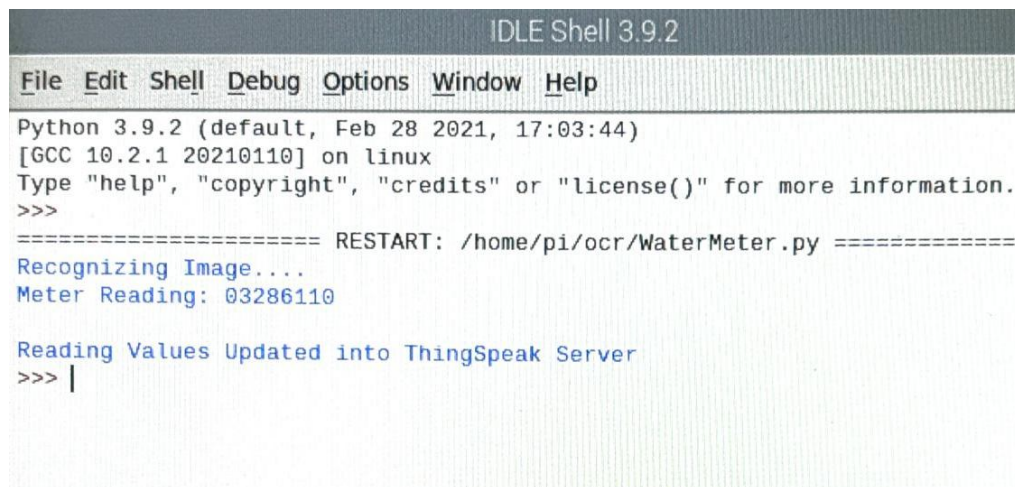 IDLE Shell 3.9.2
File Edit Shell Debug Options Window Help
Python 3.9.2 (default, Feb 28 2021, 17:03:44)
[GCC 10.2.1 20210110] on linux
Type "help", "copyright", "credits" or "license()" for more information.
>>>
====================== RESTART: /home/pi/ocr/WaterMeter.py =============
Recognizing Image....
Meter Reading: 03286110
Reading Values Updated into ThingSpeak Server
>>>